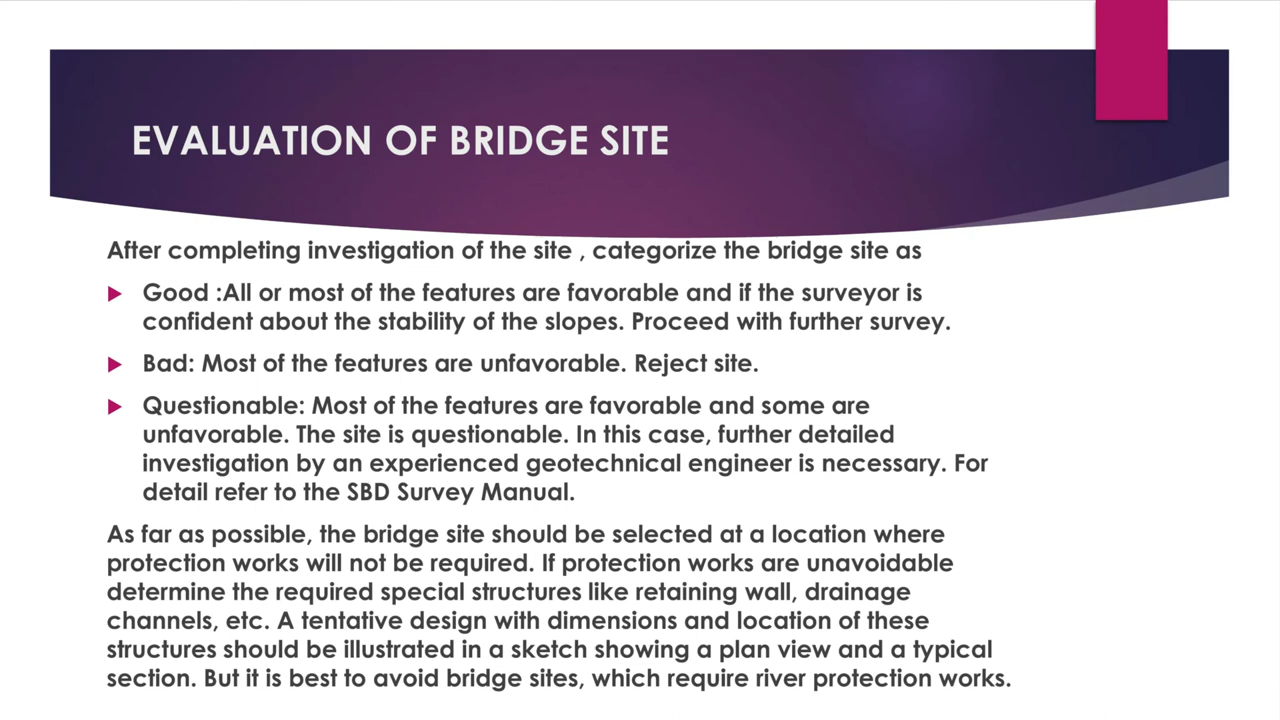 EVALUATION OF BRIDGE SITE
After completing investigation of the site , categorize the bridge site as
Good :All or most of the features are favorable and if the surveyor is
confident about the stability of the slopes. Proceed with further survey.
Bad: Most of the features are unfavorable. Reject site.
Questionable: Most of the features are favorable and some are
unfavorable. The site is questionable. In this case, further detailed
investigation by an experienced geotechnical engineer is necessary. For
detail refer to the SBD Survey Manual.
As far as possible, the bridge site should be selected at a location where
protection works will not be required. If protection works are unavoidable
determine the required special structures like retaining wall, drainage
channels, etc. A tentative design with dimensions and location of these
structures should be illustrated in a sketch showing a plan view and a typical
section. But it is best to avoid bridge sites, which require river protection works.